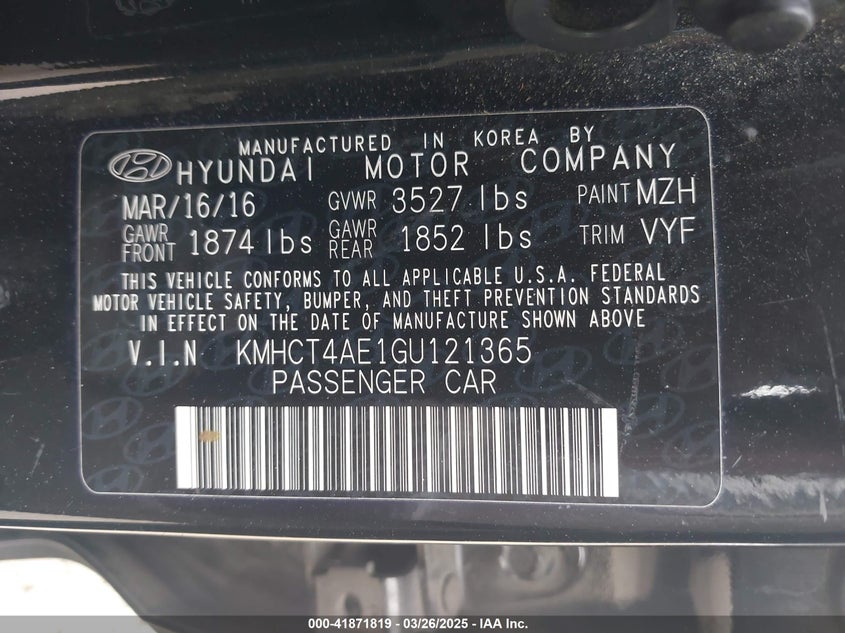 MANUFACTURED IN KOREA BY
HYUNDAI MOTOR COMPANY
MAR/16/16 GVWR 3527 lbs PAINT MZH
GAWR FRONT 1874 lbs GAWR REAR 1852 lbs TRIM VYF
THIS VEHICLE CONFORMS TO ALL APPLICABLE U.S.A. FEDERAL
MOTOR VEHICLE SAFETY, BUMPER, AND THEFT PREVENTION STANDARDS
IN EFFECT ON THE DATE OF MANUFACTURE SHOWN ABOVE
V.I.N KMHCT4AE1GU121365
PASSENGER CAR
000-41871819 / 03/26/2025 - IAA Inc.